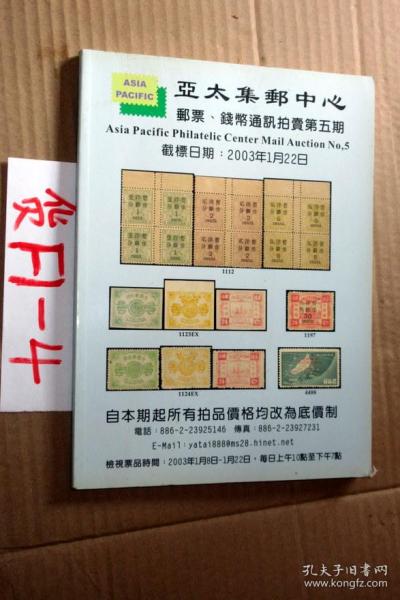 ASIA
PACIFIC
亞太集郵中心
郵票、錢幣通訊拍賣第五期
Asia Pacific Philatelic Center Mail Auction No,5
截標日期：2003年1月22日
1112
1123EX
1197
1124EX
4408
自本期起所有拍品價格均改為底價制
電話：886-2-23925146 傳真：886-2-23927231
E-Mail：yatai888@ms28.hinet.net
檢視票品時間：2003年1月8日-1月22日，每日上午10點至下午7點
货F1-4
孔夫子旧书网
www.kongfz.com